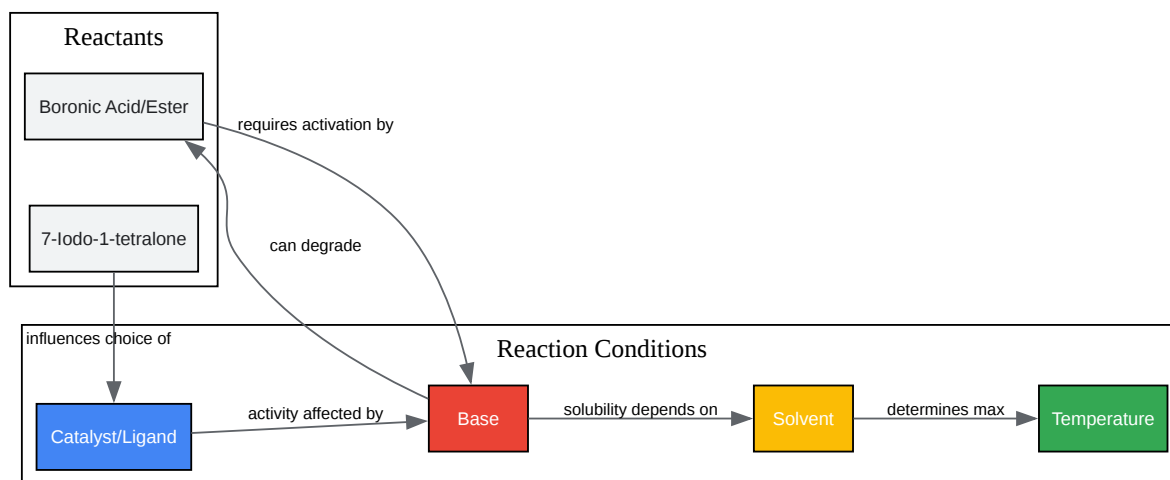 Reactants
Boronic Acid/Ester
requires activation by
7-Iodo-1-tetralone
can degrade
influences choice of
Reaction Conditions
Catalyst/Ligand
activity affected by
Base
solubility depends on
Solvent
determines max
Temperature